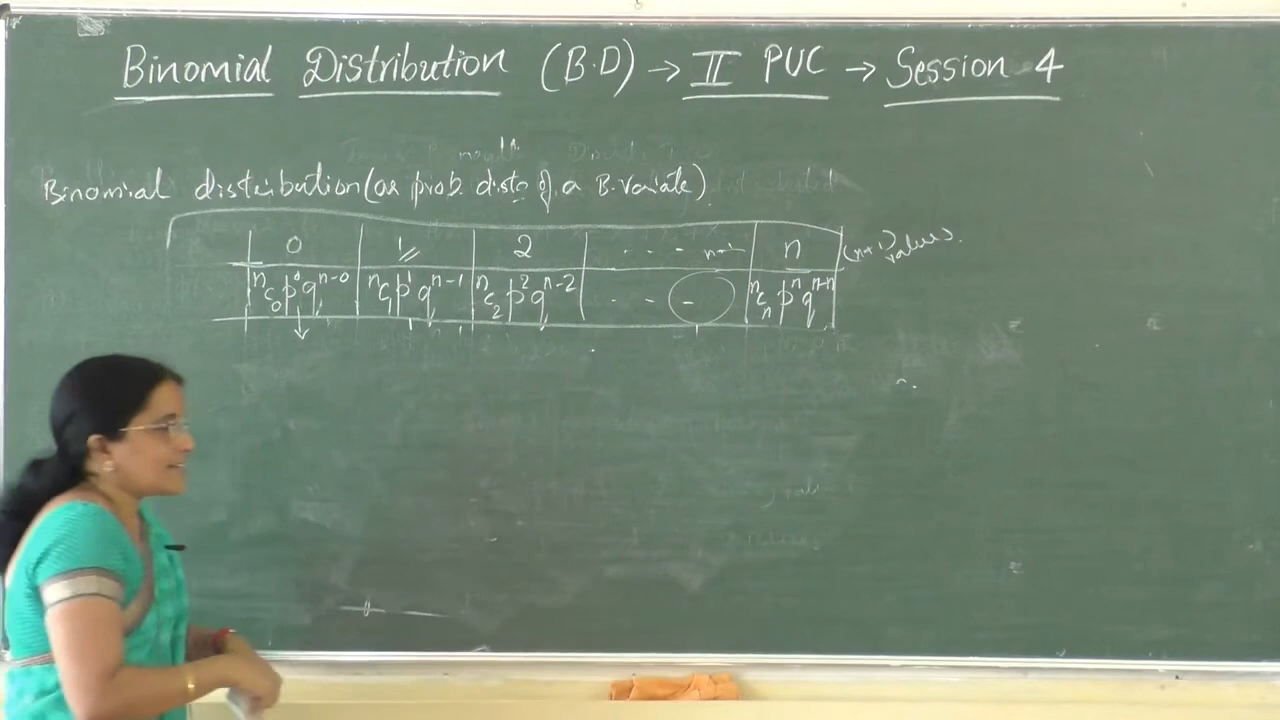 Binomial Distribution (B.D) → II PUC → Session 4
Binomial distribution (or prob. distn of a B.variate)
0 1 2 . . . - n-1 n (n+1) values.
ⁿC₀p⁰qⁿ⁻⁰ ⁿC₁p¹qⁿ⁻¹ ⁿC₂p²qⁿ⁻² . - - ⁿCₙpⁿqⁿ⁻ⁿ